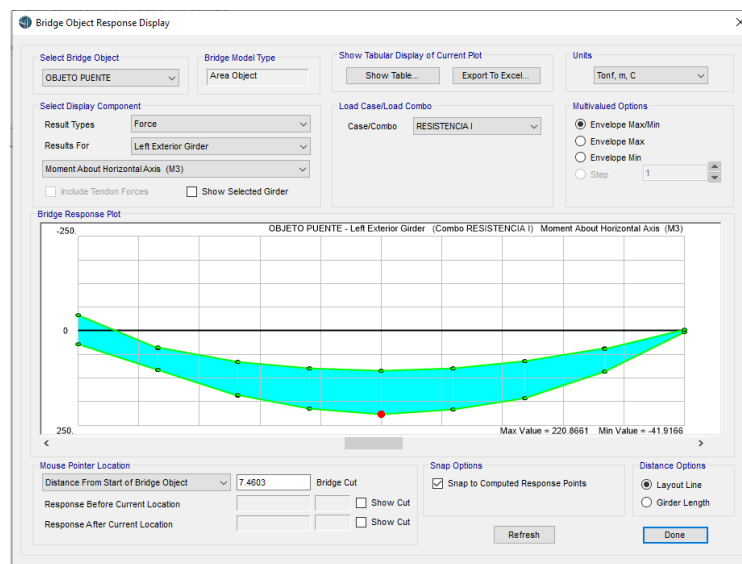 Bridge Object Response Display
Select Bridge Object
OBJETO PUENTE
Bridge Model Type
Area Object
Show Tabular Display of Current Plot
Show Table...
Export To Excel...
Units
Tonf, m, C
Select Display Component
Result Types
Force
Results For
Left Exterior Girder
Moment About Horizontal Axis (M3)
Include Tendon Forces
Show Selected Girder
Load Case/Load Combo
Case/Combo
RESISTENCIA I
Multivalued Options
Envelope Max/Min
Envelope Max
Envelope Min
Step
1
Bridge Response Plot
-250.
OBJETO PUENTE - Left Exterior Girder (Combo RESISTENCIA I) Moment About Horizontal Axis (M3)
0
250.
Max Value = 220.8661 Min Value = -41.9166
Mouse Pointer Location
Distance From Start of Bridge Object
7.4603
Bridge Cut
Response Before Current Location
Show Cut
Response After Current Location
Show Cut
Snap Options
Snap to Computed Response Points
Distance Options
Layout Line
Girder Length
Refresh
Done